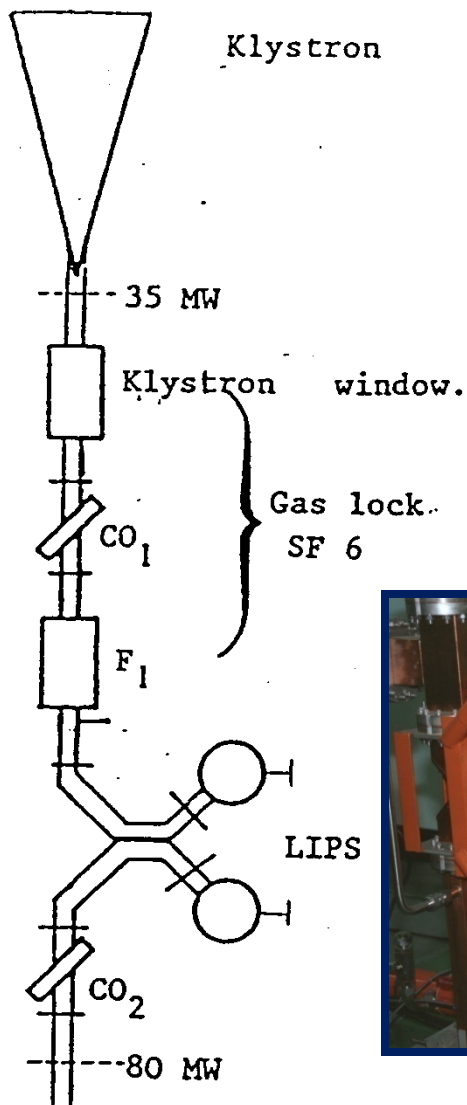 Klystron
35 MW
Klystron window.
CO1
Gas lock
SF 6
F1
LIPS
CO2
80 MW